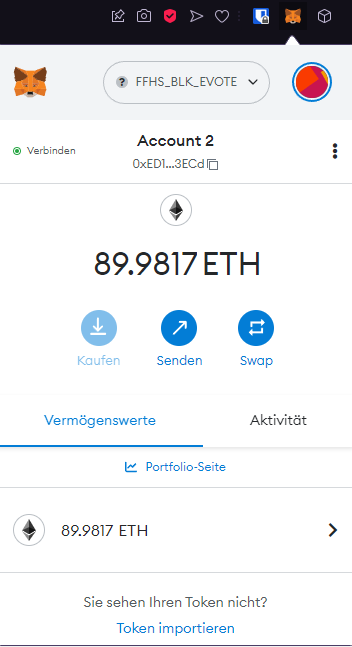 FFHS_BLK_EVOTE
Verbinden
Account 2
0xED1...3ECd
89.9817 ETH
Kaufen
Senden
Swap
Vermögenswerte
Aktivität
Portfolio-Seite
89.9817 ETH
Sie sehen Ihren Token nicht?
Token importieren